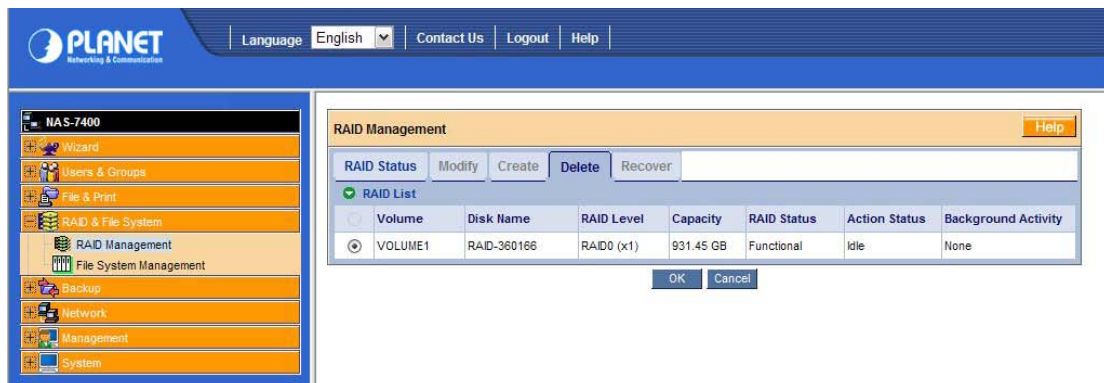 PLANET
Networking & Communication
Language English Contact Us Logout Help
NAS-7400
Wizard
Users & Groups
File & Print
RAID & File System
RAID Management
File System Management
Backup
Network
Management
System
RAID Management Help
RAID Status Modify Create Delete Recover
RAID List
Volume Disk Name RAID Level Capacity RAID Status Action Status Background Activity
VOLUME1 RAID-360166 RAID0 (x1) 931.45 GB Functional Idle None
OK Cancel